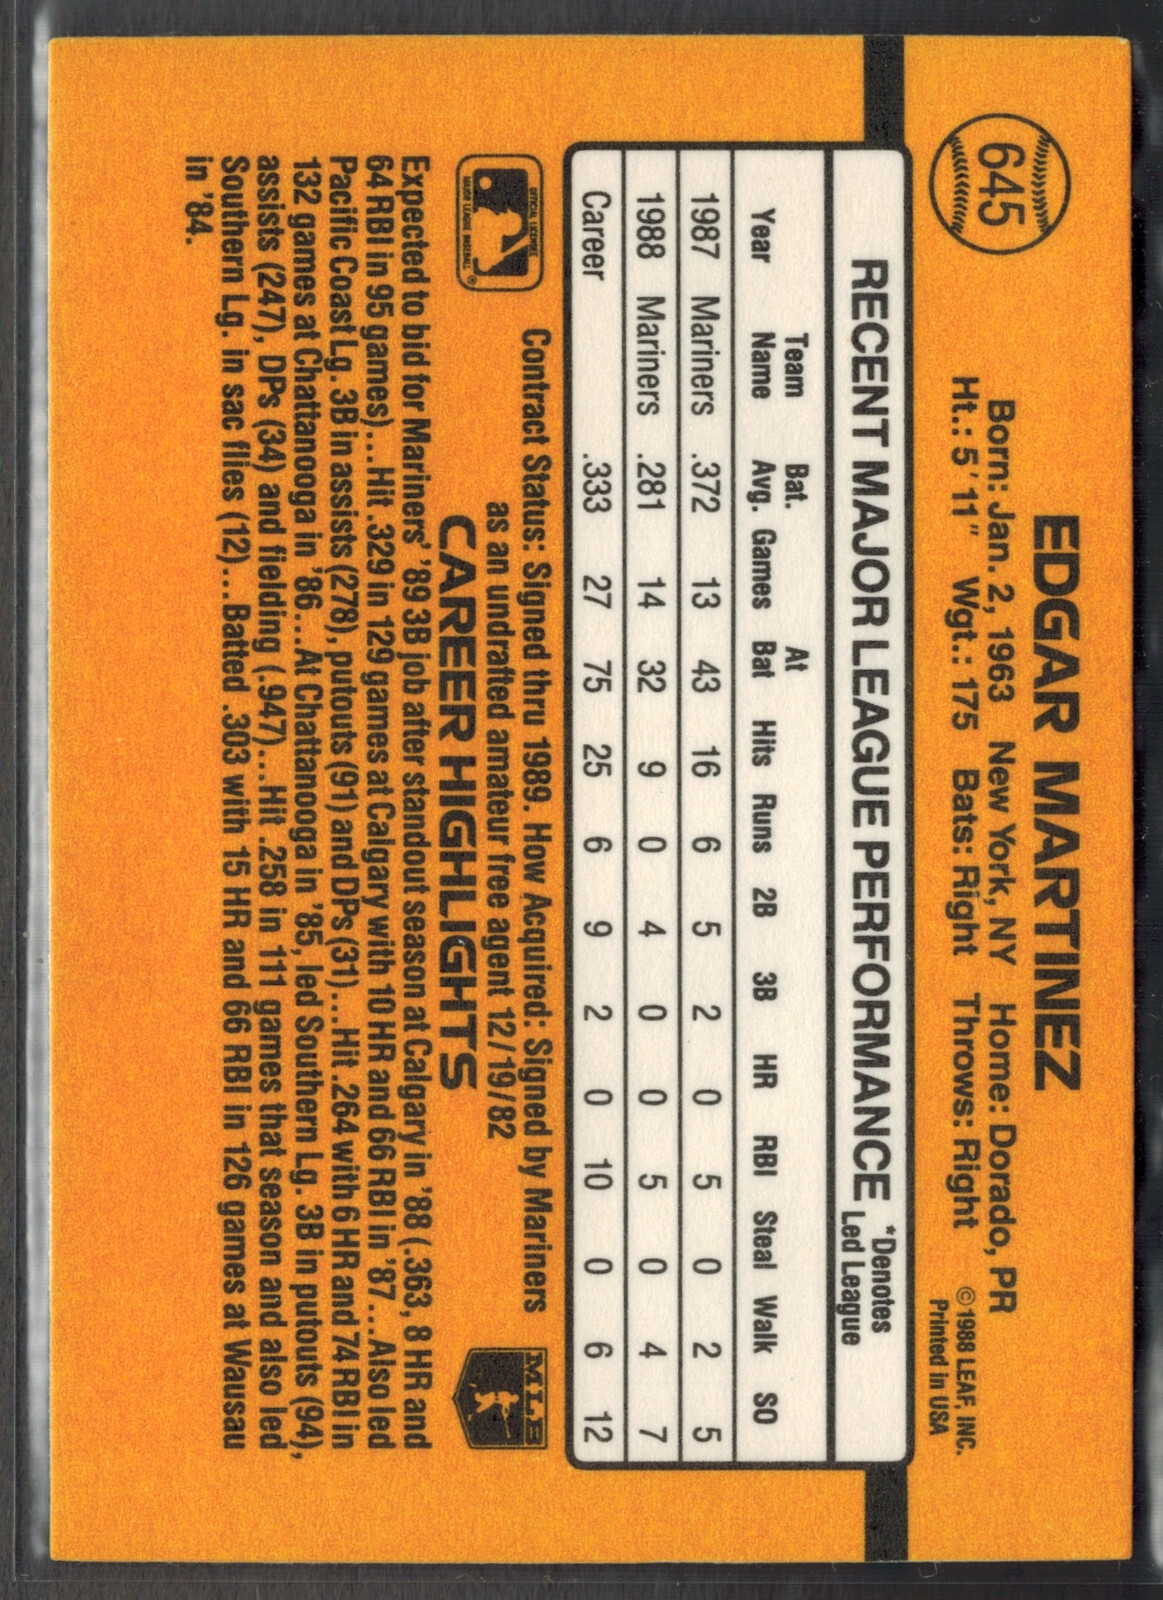 645
EDGAR MARTINEZ
Born: Jan. 2, 1963 New York, NY Home: Dorado, PR
Ht.: 5'11" Wgt.: 175 Bats: Right Throws: Right
©1988 LEAF, INC.
Printed in USA
RECENT MAJOR LEAGUE PERFORMANCE *Denotes
Led League
Team Bat. At
Year Name Avg. Games Bat Hits Runs 2B 3B HR RBI Steal Walk SO
1987 Mariners .372 13 43 16 6 5 2 0 5 0 2 5
1988 Mariners .281 14 32 9 0 4 0 0 5 0 4 7
Career .333 27 75 25 6 9 2 0 10 0 6 12
OFFICIAL LICENSEE
MAJOR LEAGUE BASEBALL ®
Contract Status: Signed thru 1989. How Acquired: Signed by Mariners
as an undrafted amateur free agent 12/19/82
MLB
CAREER HIGHLIGHTS
Expected to bid for Mariners' '89 3B job after standout season at Calgary in '88 (.363, 8 HR and
64 RBI in 95 games)...Hit .329 in 129 games at Calgary with 10 HR and 66 RBI in '87...Also led
Pacific Coast Lg. 3B in assists (278), putouts (91) and DPs (31)...Hit .264 with 6 HR and 74 RBI in
132 games at Chattanooga in '86...At Chattanooga in '85, led Southern Lg. 3B in putouts (94),
assists (247), DPs (34) and fielding (.947)...Hit .258 in 111 games that season and also led
Southern Lg. in sac flies (12)...Batted .303 with 15 HR and 66 RBI in 126 games at Wausau
in '84.